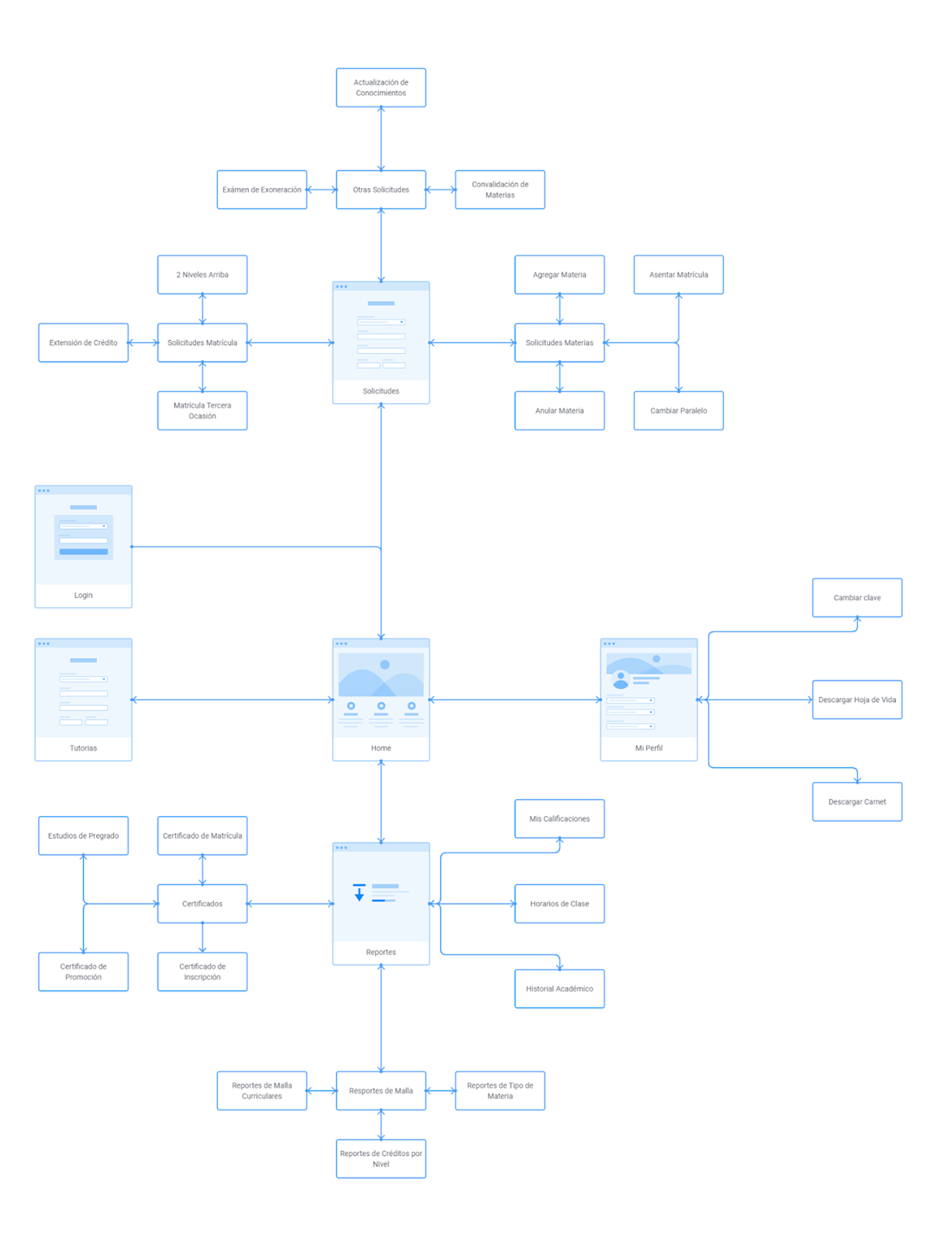 Actualización de
Conocimientos
Exámen de Exoneración
Otras Solicitudes
Convalidación de
Materias
2 Niveles Arriba
Agregar Materia
Asentar Matrícula
Extensión de Crédito
Solicitudes Matrícula
Solicitudes Materias
Solicitudes
Matrícula Tercera
Ocasión
Anular Materia
Cambiar Paralelo
Login
Cambiar clave
Descargar Hoja de Vida
Tutorias
Home
Mi Perfil
Descargar Carnet
Mis Calificaciones
Estudios de Pregrado
Certificado de Matrícula
Certificados
Horarios de Clase
Reportes
Certificado de
Promoción
Certificado de
Inscripción
Historial Académico
Reportes de Malla
Curriculares
Resportes de Malla
Reportes de Tipo de
Materia
Reportes de Créditos por
Nivel